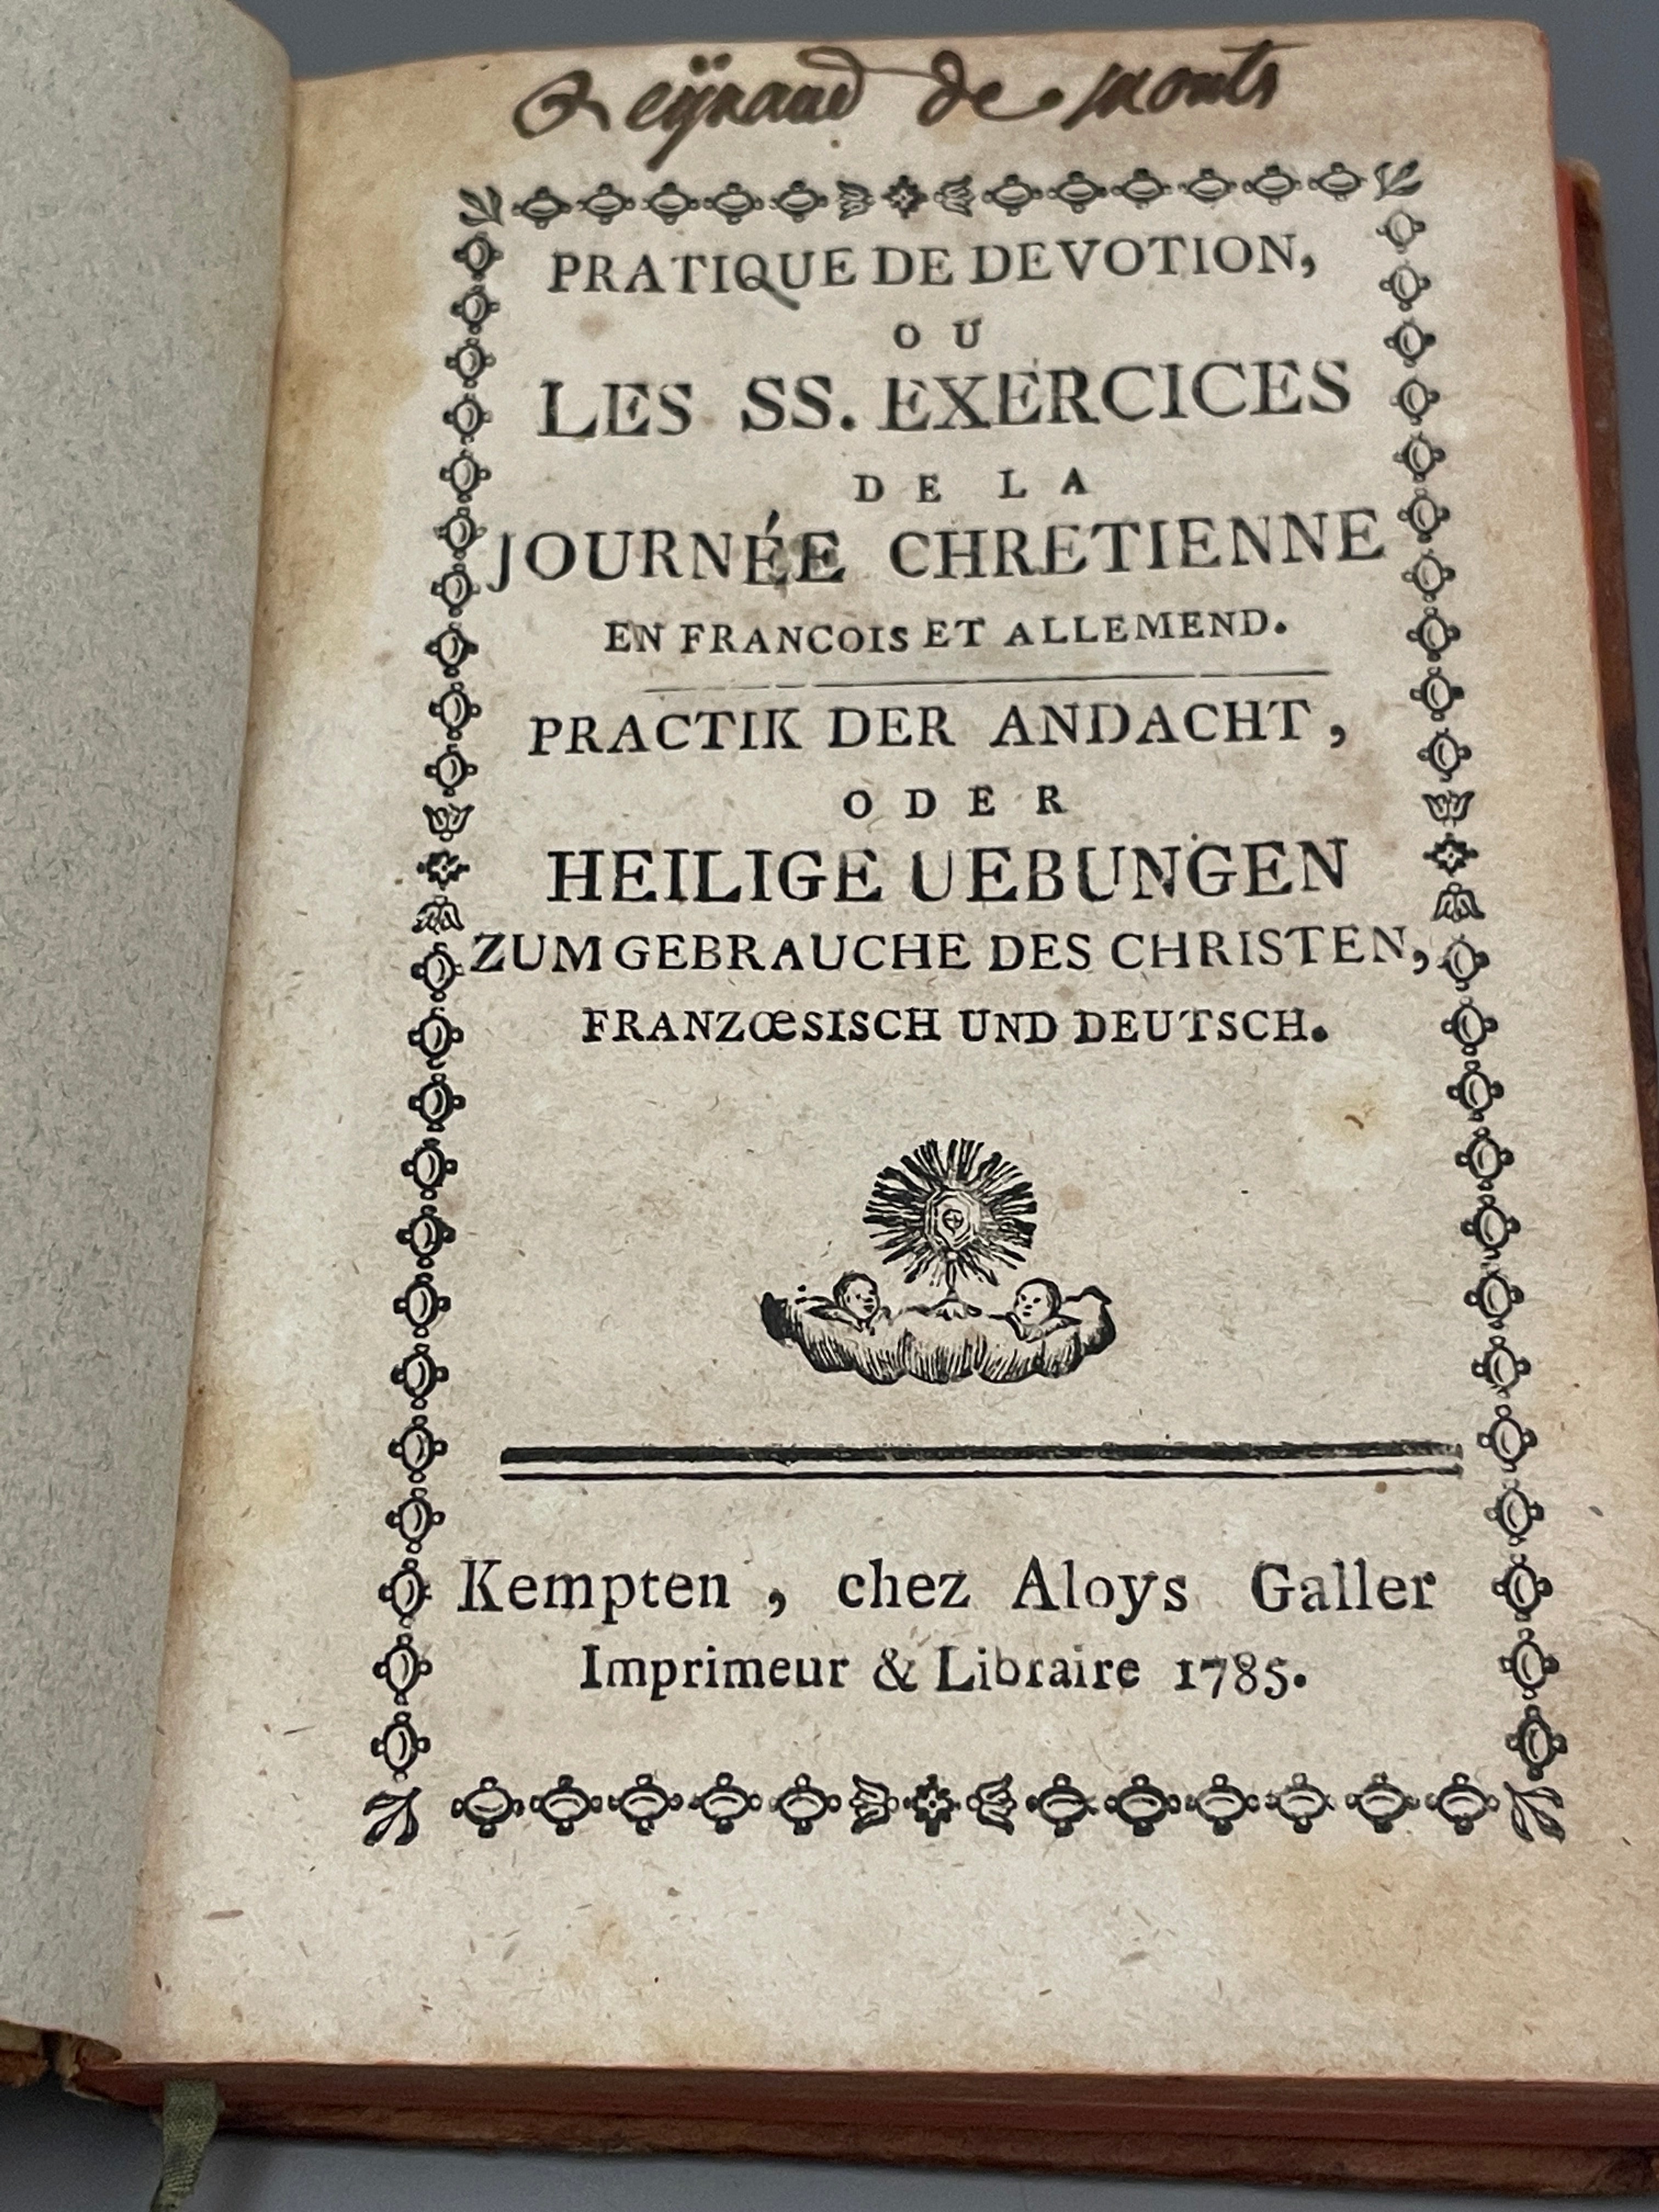 Reÿnaud de monts
PRATIQUE DE DEVOTION,
OU
LES SS. EXERCICES
DE LA
JOURNÉE CHRETIENNE
EN FRANCOIS ET ALLEMEND.
PRACTIK DER ANDACHT,
ODER
HEILIGE UEBUNGEN
ZUM GEBRAUCHE DES CHRISTEN,
FRANZŒSISCH UND DEUTSCH.
Kempten, chez Aloys Galler
Imprimeur & Libraire 1785.